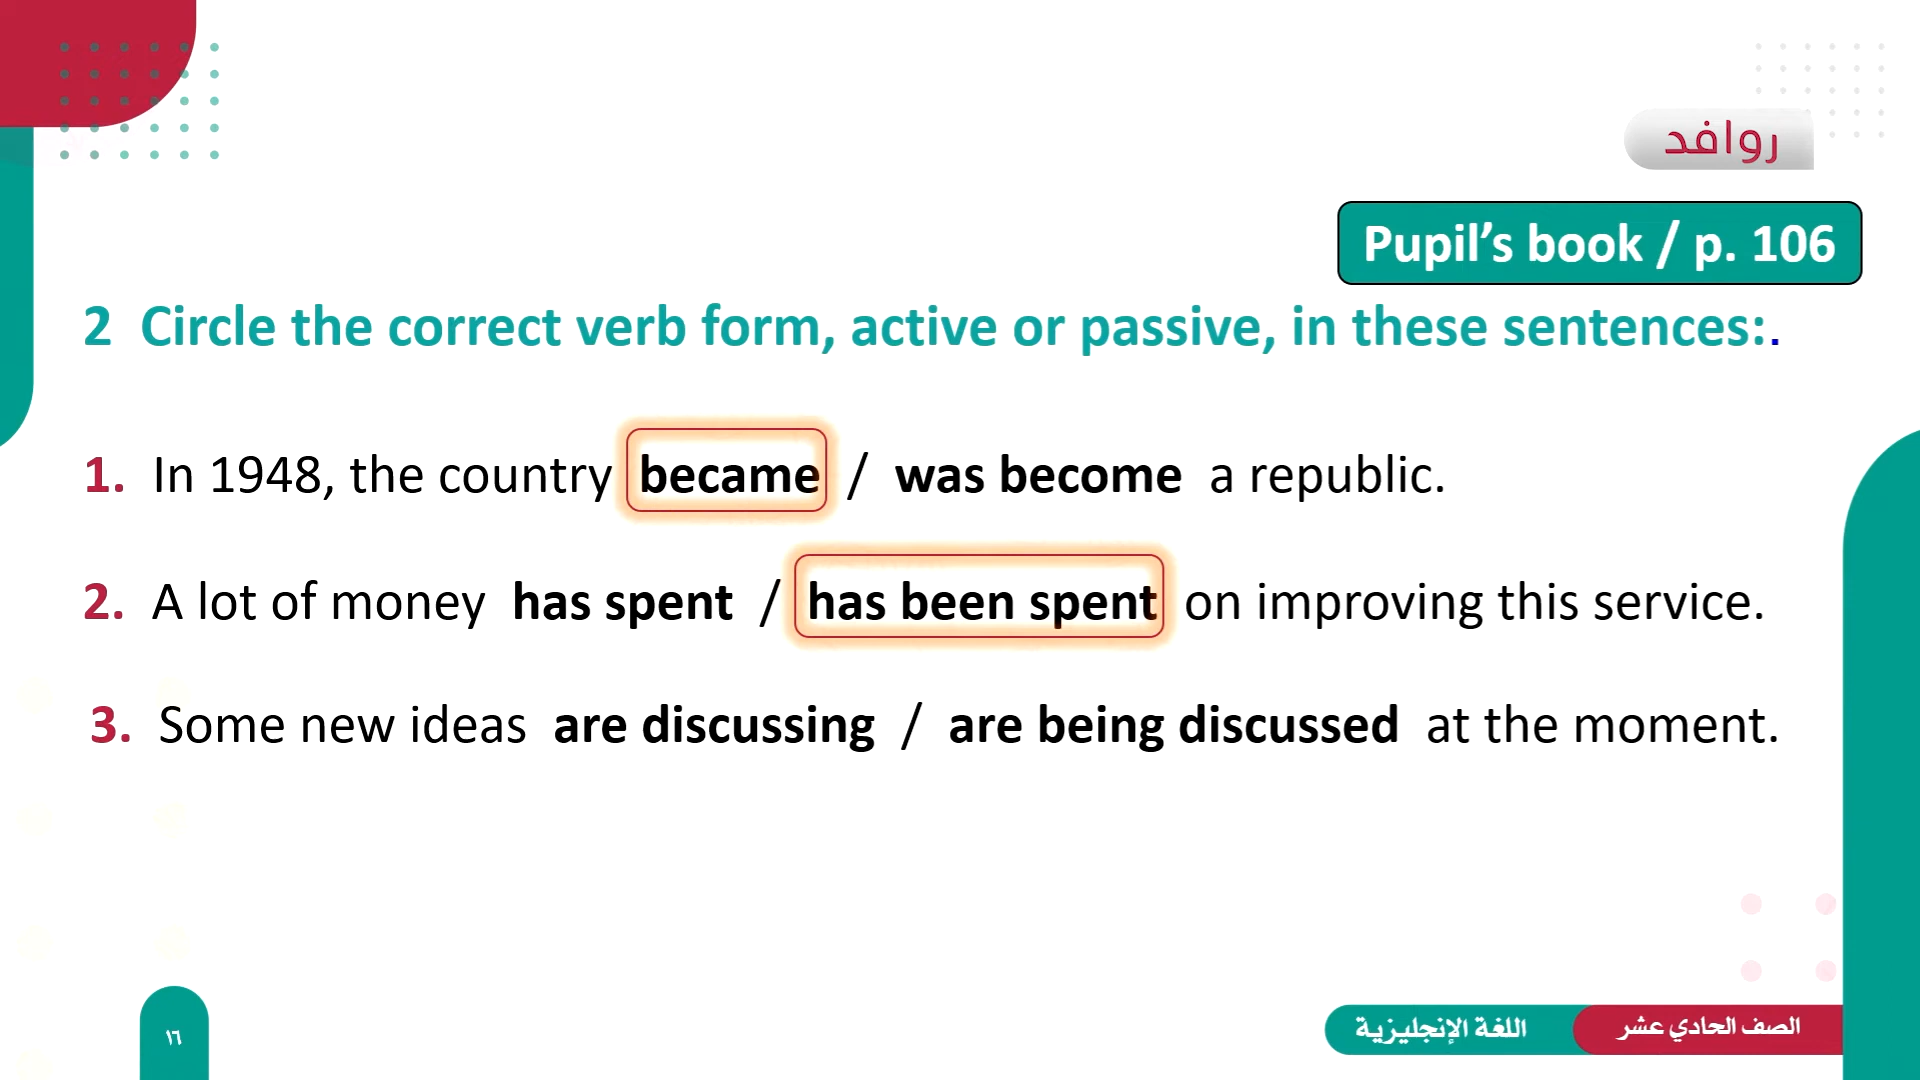 روافد
Pupil’s book / p. 106
2 Circle the correct verb form, active or passive, in these sentences:.
1. In 1948, the country became / was become a republic.
2. A lot of money has spent / has been spent on improving this service.
3. Some new ideas are discussing / are being discussed at the moment.
١٦
الصف الحادي عشر
اللغة الإنجليزية